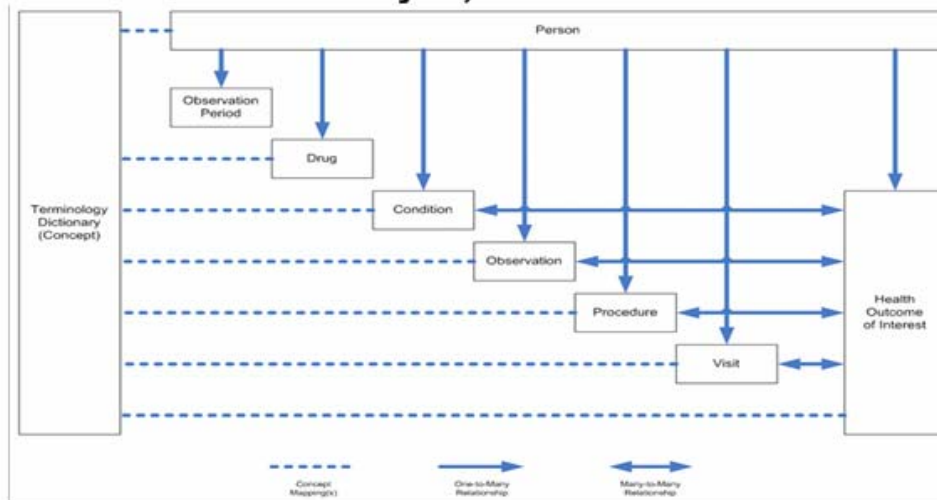 Person
Observation
Period
Drug
Terminology
Dictionary
(Concept)
Condition
Observation
Health
Outcome
of Interest
Procedure
Visit
Concept
Mapping(s)
One-to-Many
Relationship
Many-to-Many
Relationship